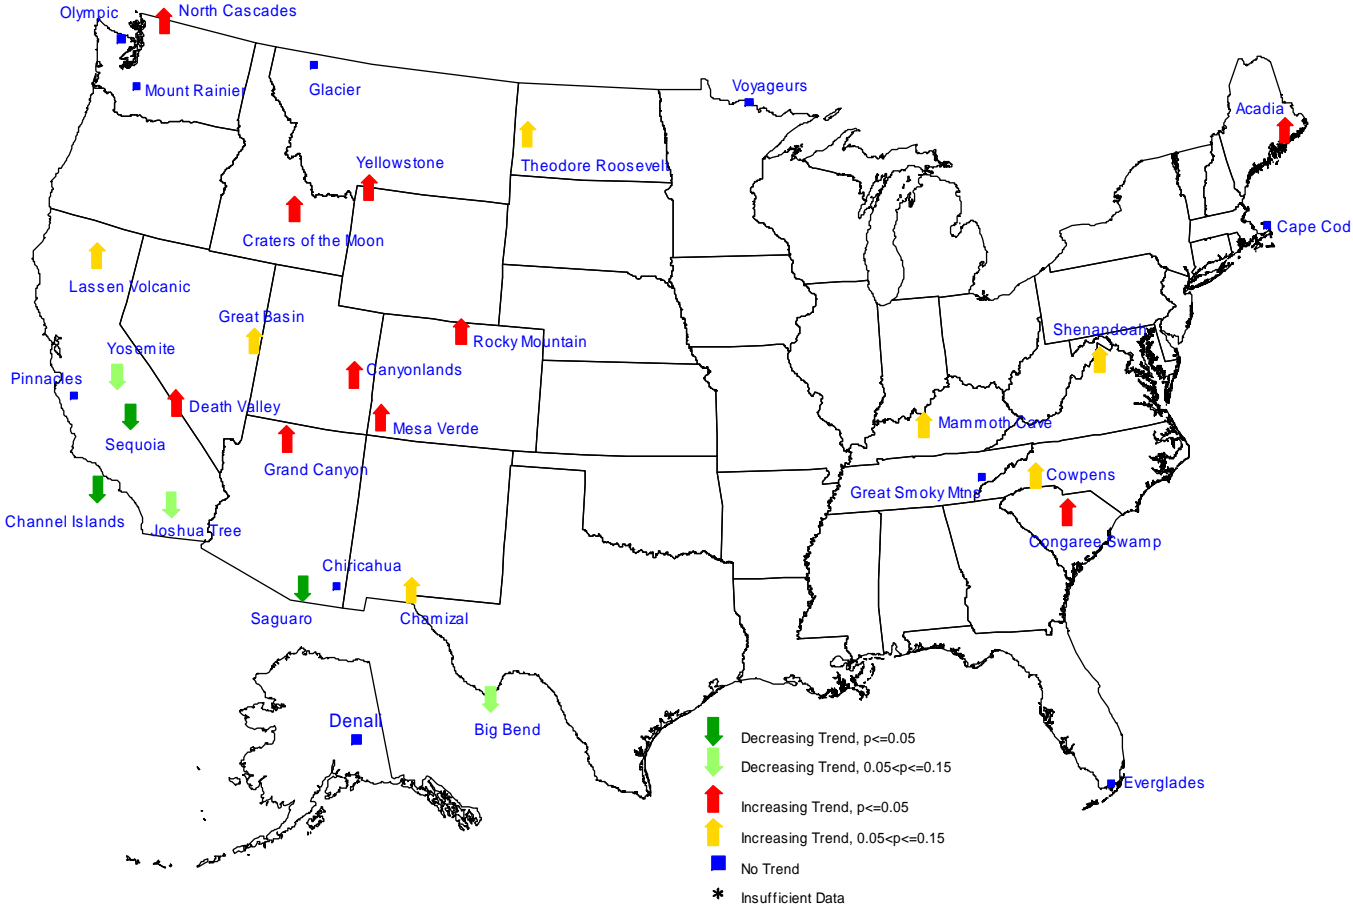 North Cascades
Olympic
Mount Rainier
Glacier
Voyageurs
Acadia
Theodore Roosevelt
Yellowstone
Craters of the Moon
Cape Cod
Lassen Volcanic
Great Basin
Shenandoah
Rocky Mountain
Yosemite
Canyonlands
Pinnacles
Death Valley
Mesa Verde
Mammoth Cave
Sequoia
Grand Canyon
Cowpens
Great Smoky Mtns
Channel Islands
Joshua Tree
Congaree Swamp
Chiricahua
Saguaro
Chamizal
Denali
Big Bend
Everglades
Decreasing Trend, p<=0.05
Decreasing Trend, 0.05<p<=0.15
Increasing Trend, p<=0.05
Increasing Trend, 0.05<p<=0.15
No Trend
Insufficient Data